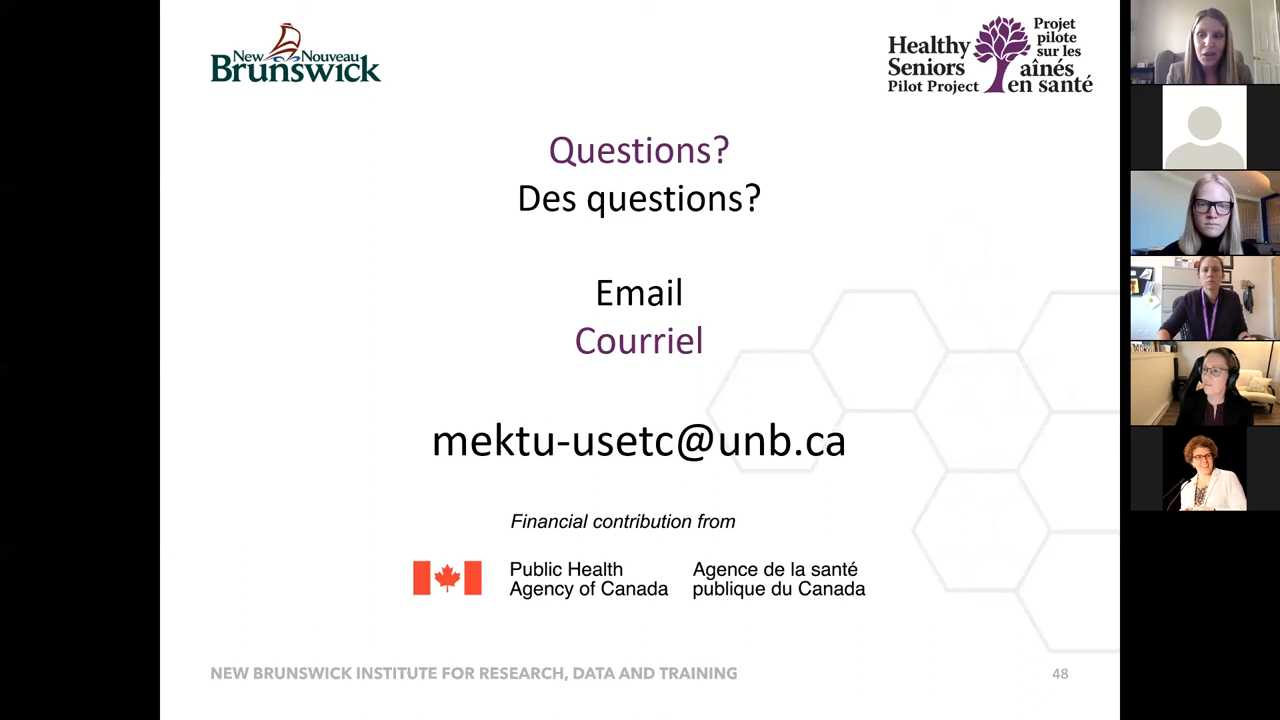 New Nouveau
Brunswick
Healthy
Seniors
Pilot Project
Projet
pilote
sur les
aînés
en santé
Questions?
Des questions?
Email
Courriel
mektu-usetc@unb.ca
Financial contribution from
Public Health
Agency of Canada
Agence de la santé
publique du Canada
NEW BRUNSWICK INSTITUTE FOR RESEARCH, DATA AND TRAINING
48